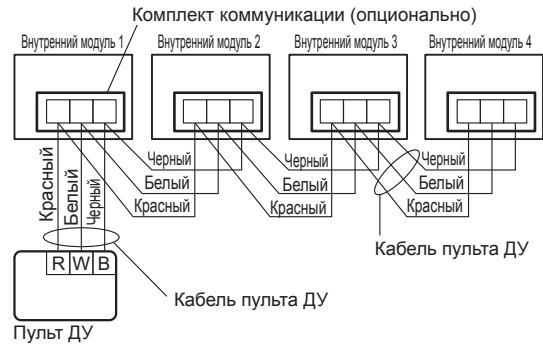 Комплект коммуникации (опционально)
Внутренний модуль 1
Внутренний модуль 2
Внутренний модуль 3
Внутренний модуль 4
Черный
Черный
Черный
Белый
Белый
Белый
Красный
Красный
Красный
Красный
Белый
Черный
R W B
Кабель пульта ДУ
Кабель пульта ДУ
Пульт ДУ